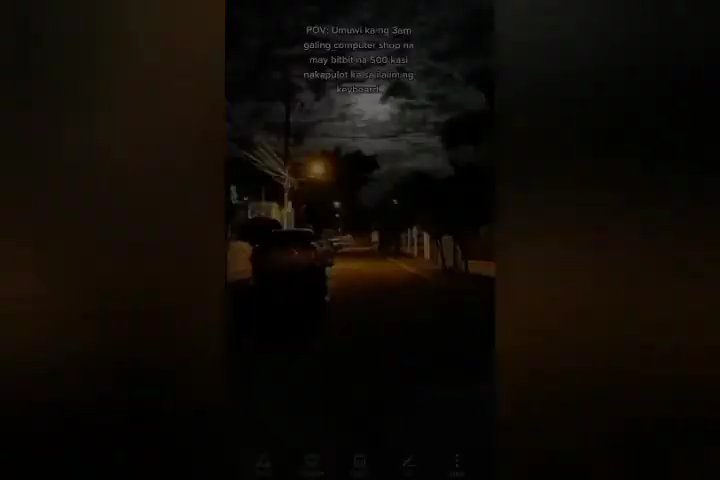 POV: Umuwi ka ng 3am
galing computer shop na
may bitbit na 500 kasi
nakapulot ka sa ilalim ng
keyboard